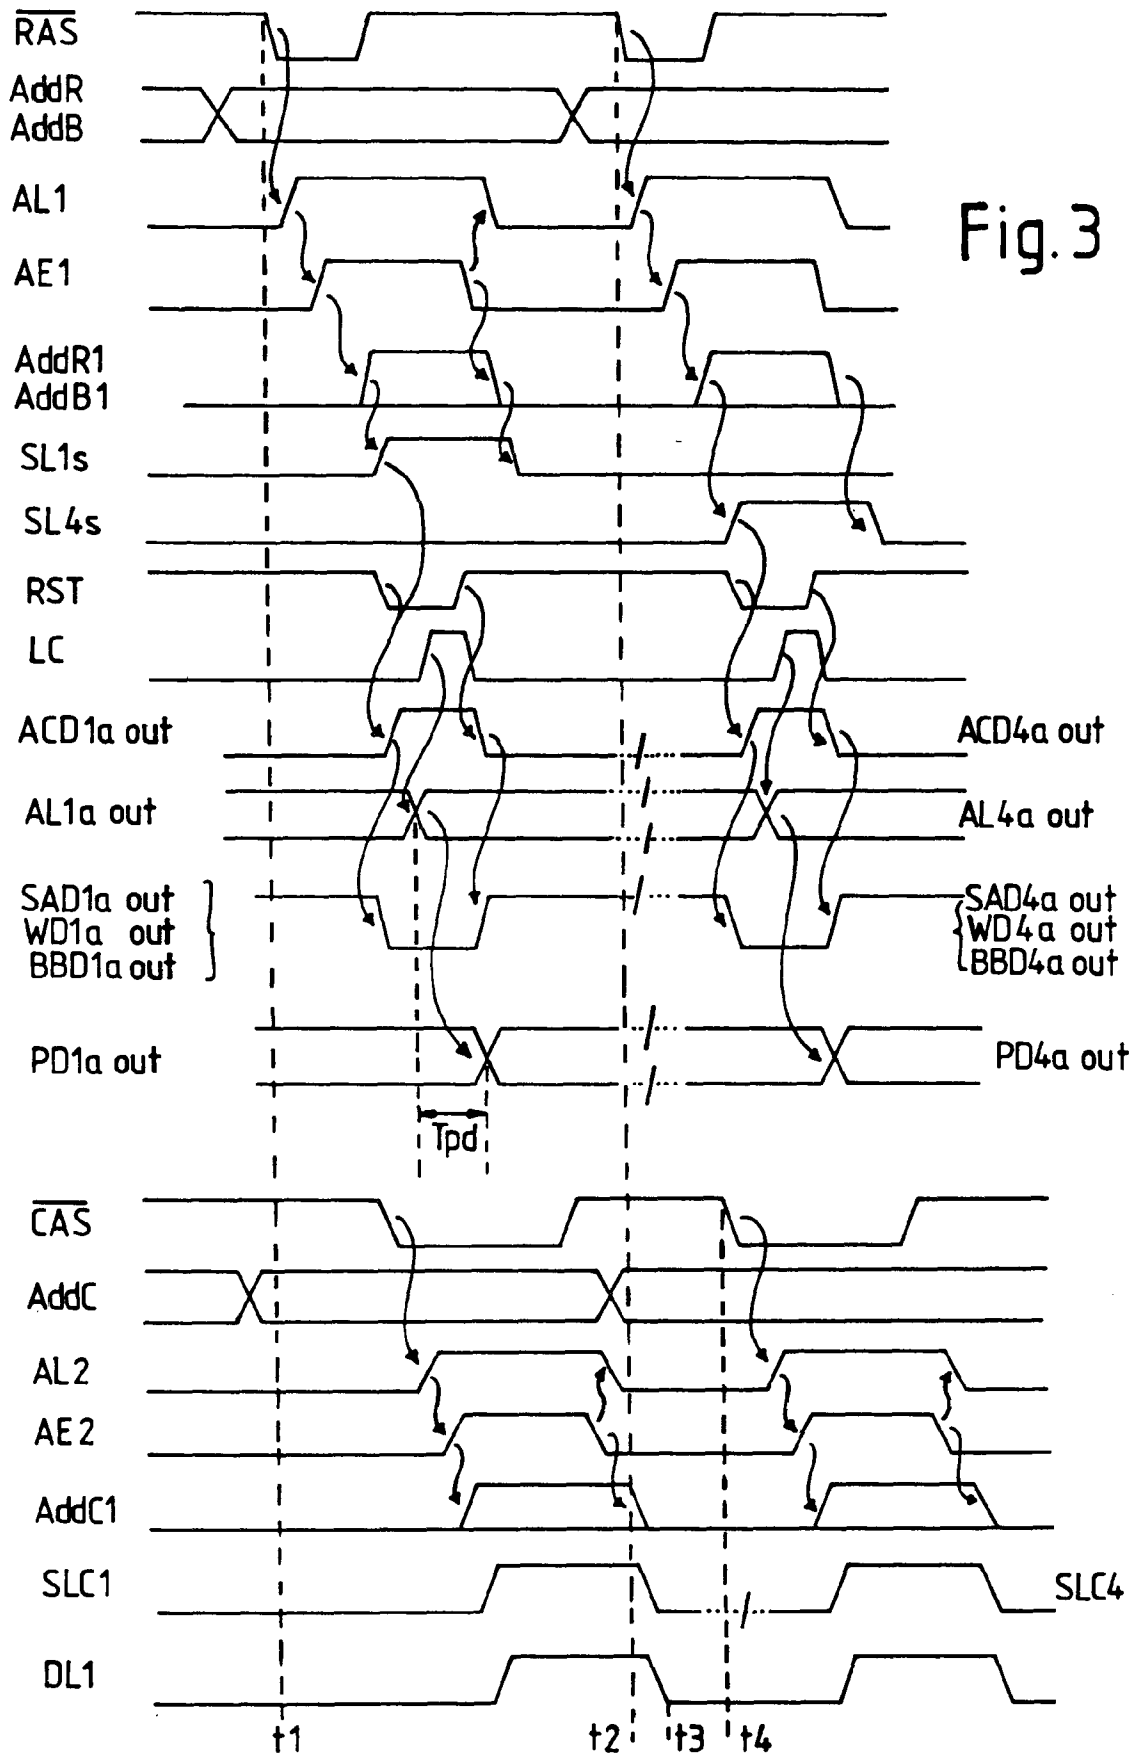 RAS
AddR
AddB
AL1
Fig.3
AE1
AddR1
AddB1
SL1s
SL4s
RST
LC
ACD1a out
ACD4a out
AL1a out
AL4a out
SAD1a out
WD1a out
BBD1a out
SAD4a out
WD4a out
BBD4a out
PD1a out
PD4a out
Tpd
CAS
AddC
AL2
AE2
AddC1
SLC1
SLC4
DL1
t1
t2
t3
t4